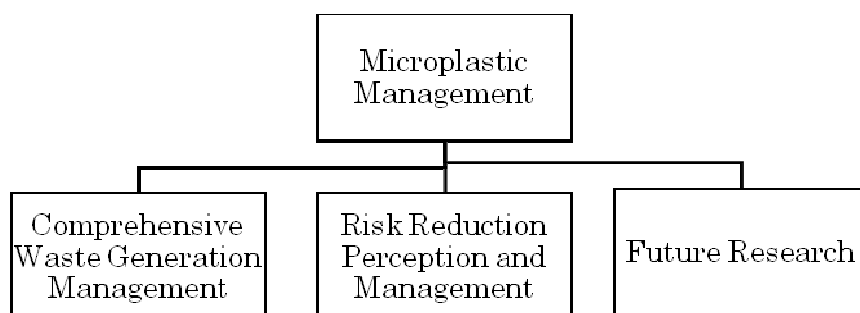 Microplastic
Management
Comprehensive
Waste Generation
Management
Risk Reduction
Perception and
Management
Future Research